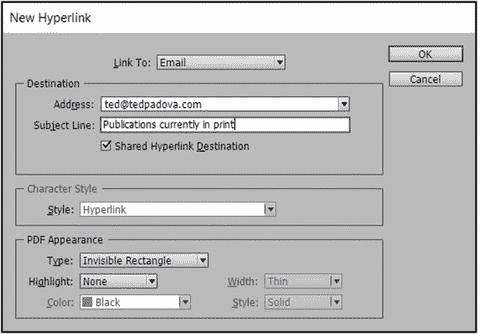 New Hyperlink
Link To: Email
OK
Cancel
Destination
Address: ted@tedpadova.com
Subject Line: Publications currently in print
Shared Hyperlink Destination
Character Style
Style: Hyperlink
PDF Appearance
Type: Invisible Rectangle
Highlight: None Width: Thin
Color: Black Style: Solid